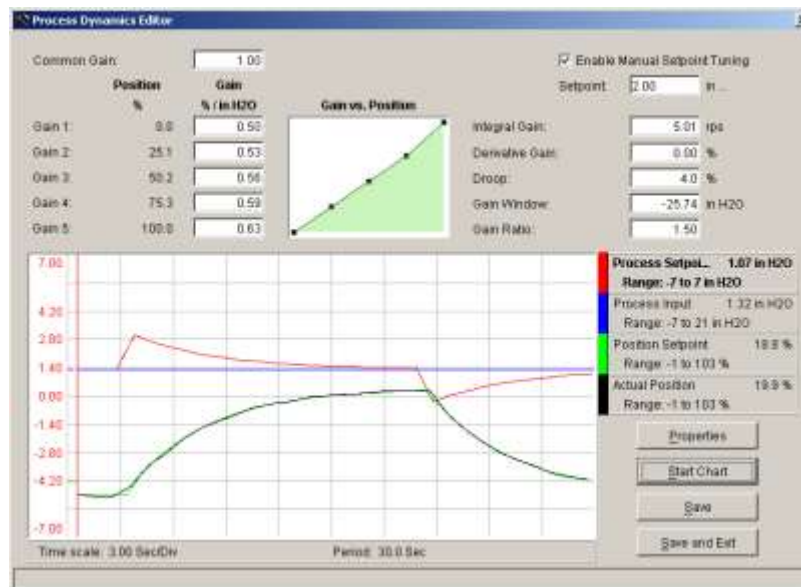 Process Dynamics Editor
Common Gain: 1.00
Enable Manual Setpoint Tuning
Position Gain
% % / in H2O
Gain vs. Position
Setpoint: 2.00 in ...
Gain 1: 0.0 0.50
Gain 2: 25.1 0.53
Gain 3: 50.2 0.56
Gain 4: 75.3 0.59
Gain 5: 100.0 0.63
Integral Gain: 5.01 rps
Derivative Gain: 0.00 %
Droop: 4.0 %
Gain Window: -25.74 in H2O
Gain Ratio: 1.50
7.00
4.20
2.80
1.40
0.00
-1.40
-2.80
-4.20
-7.00
Time scale: 3.00 Sec/Div Period: 30.0 Sec
Process Setpoi... 1.07 in H2O
Range: -7 to 7 in H2O
Process Input 1.32 in H2O
Range: -7 to 21 in H2O
Position Setpoint %
Range: -1 to 103 %
Actual Position 19.9 %
Range: -1 to 103 %
Properties
Start Chart
Save
Save and Exit